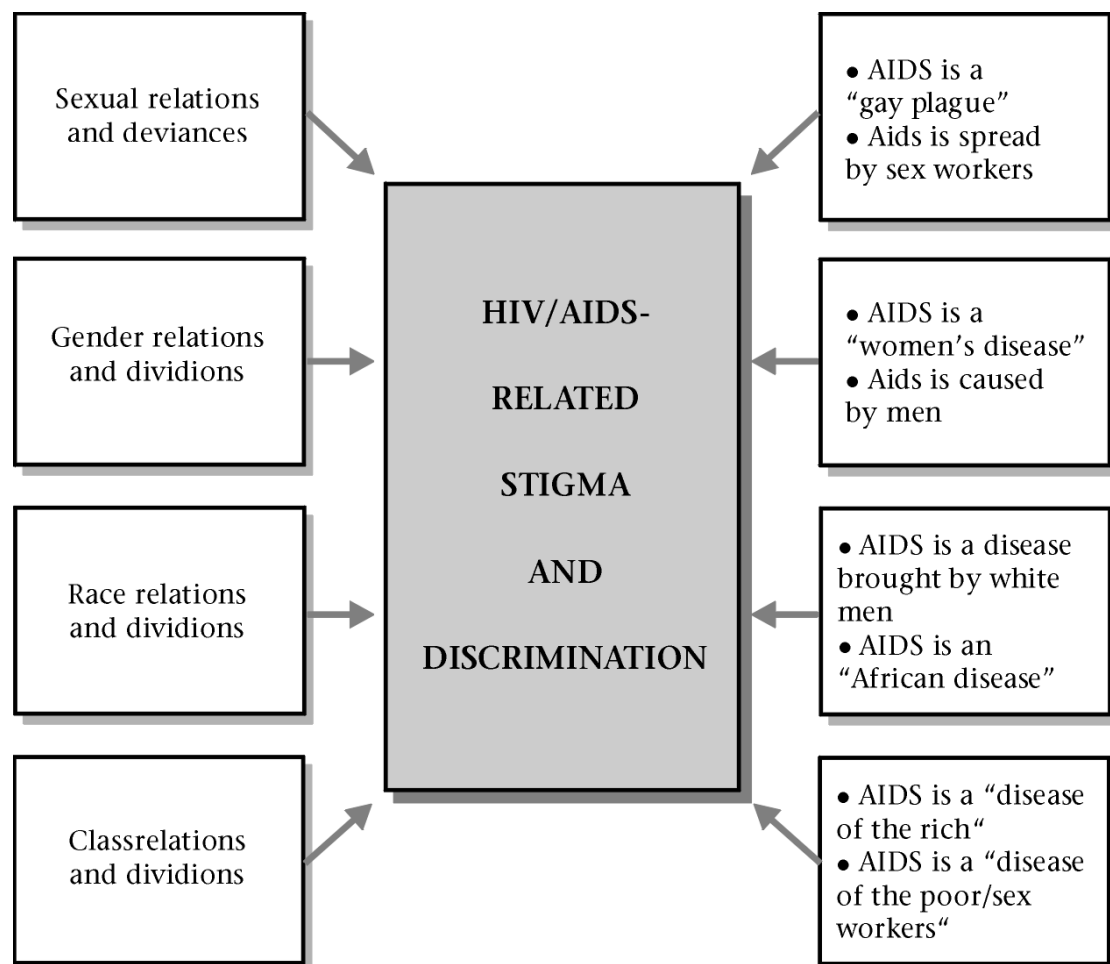 Sexual relations
and deviances
Gender relations
and dividions
Race relations
and dividions
Classrelations
and dividions
HIV/AIDS-
RELATED
STIGMA
AND
DISCRIMINATION
• AIDS is a
“gay plague”
• Aids is spread
by sex workers
• AIDS is a
“women’s disease”
• Aids is caused
by men
• AIDS is a disease
brought by white
men
• AIDS is an
“African disease”
• AIDS is a “disease
of the rich“
• AIDS is a “disease
of the poor/sex
workers“